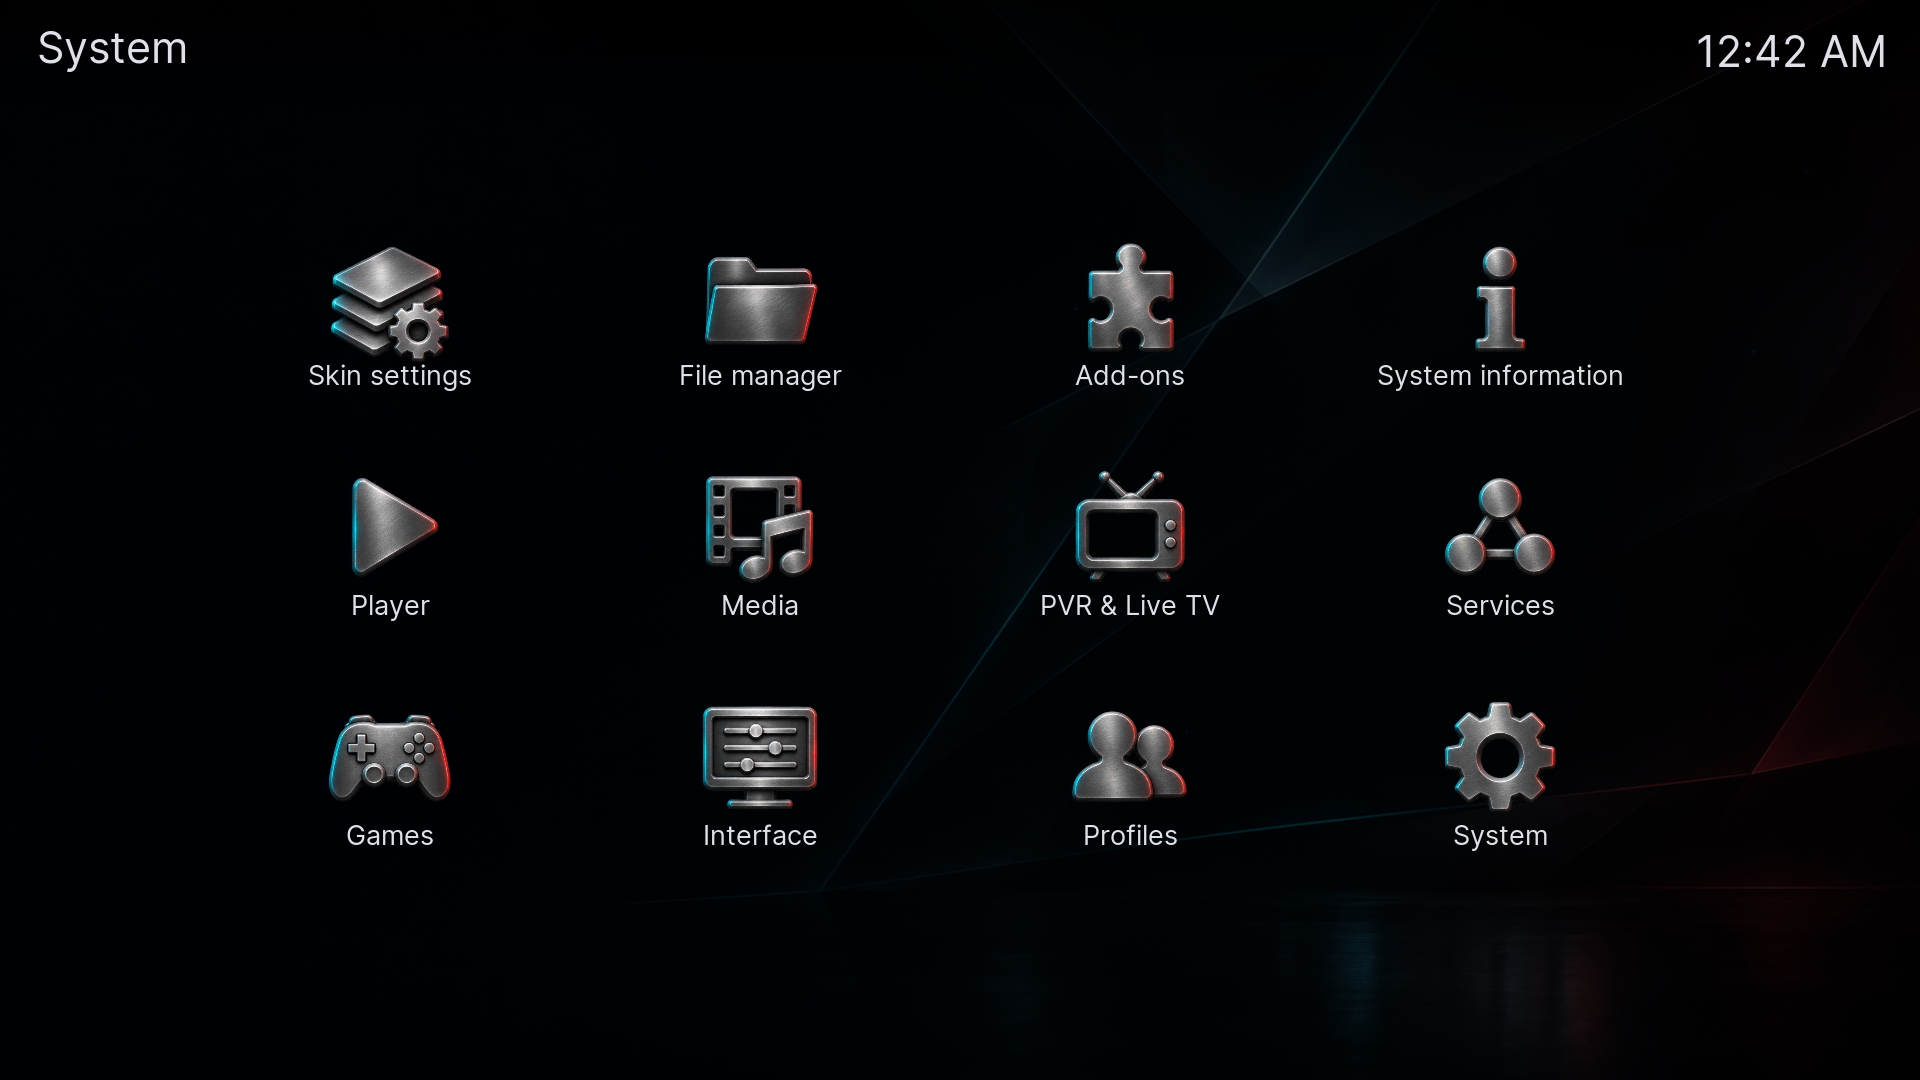 System
12:42 AM
Skin settings
File manager
Add-ons
System information
Player
Media
PVR & Live TV
Services
Games
Interface
Profiles
System